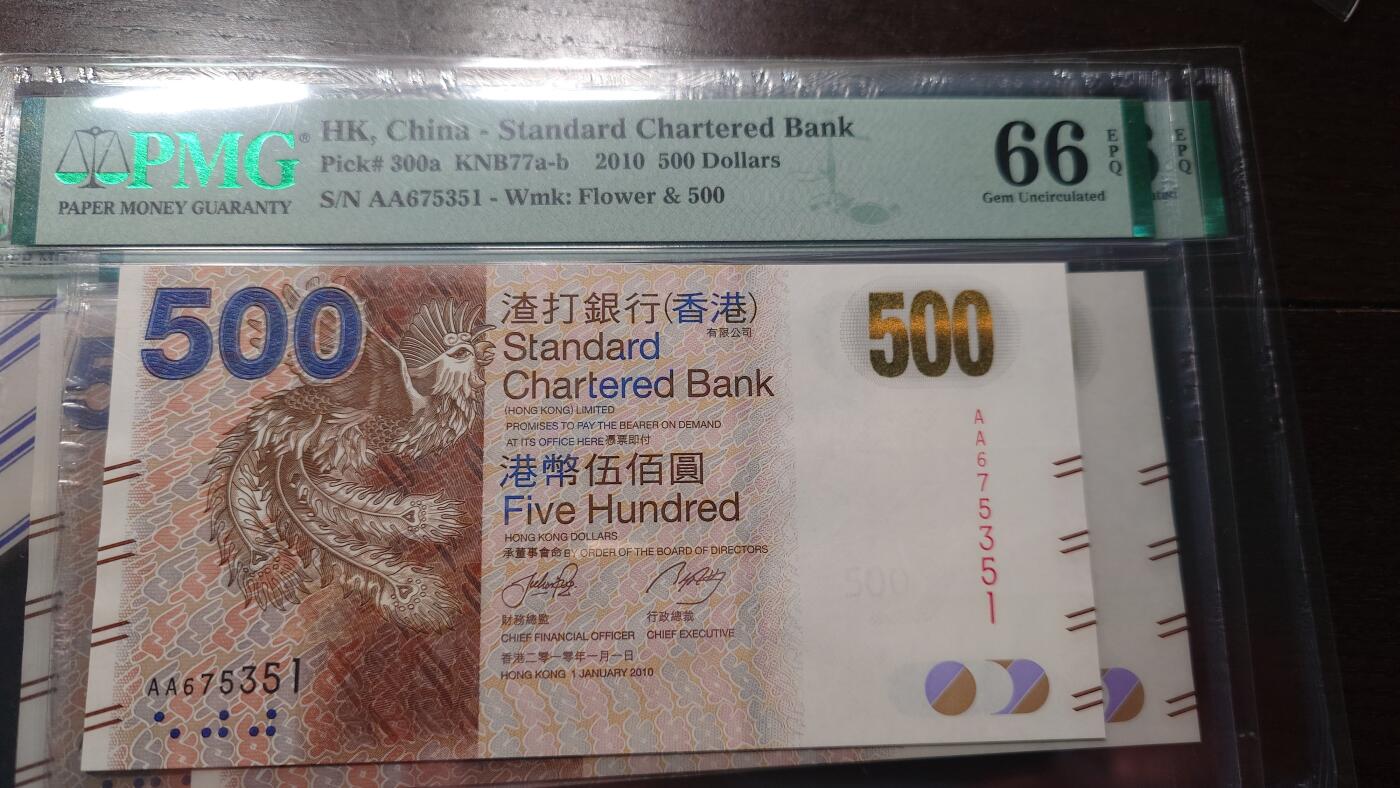 PMG®
PAPER MONEY GUARANTY
HK, China - Standard Chartered Bank
Pick# 300a KNB77a-b 2010 500 Dollars
S/N AA675351 - Wmk: Flower & 500
66
EPQ
Gem Uncirculated
EPQ
500
渣打銀行(香港)
有限公司
Standard
Chartered Bank
(HONG KONG) LIMITED
PROMISES TO PAY THE BEARER ON DEMAND
AT ITS OFFICE HERE 憑票即付
港幣伍佰圓
Five Hundred
HONG KONG DOLLARS
承董事會命 BY ORDER OF THE BOARD OF DIRECTORS
財務總監 行政總裁
CHIEF FINANCIAL OFFICER CHIEF EXECUTIVE
香港二零一零年一月一日
HONG KONG 1 JANUARY 2010
AA675351
500
AA675351
500